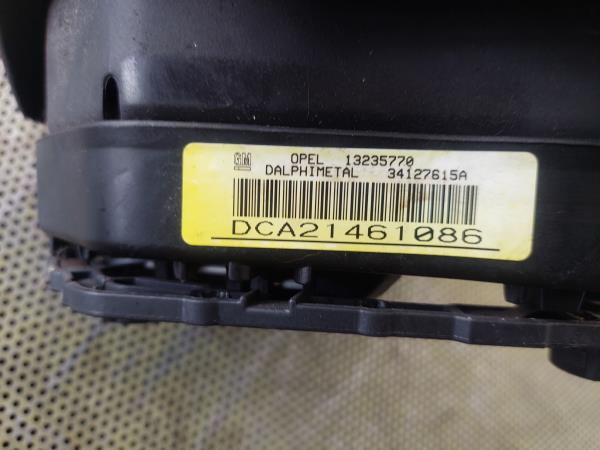 GM OPEL 13235770
DALPHIMETAL 34127615A
DCA21461086